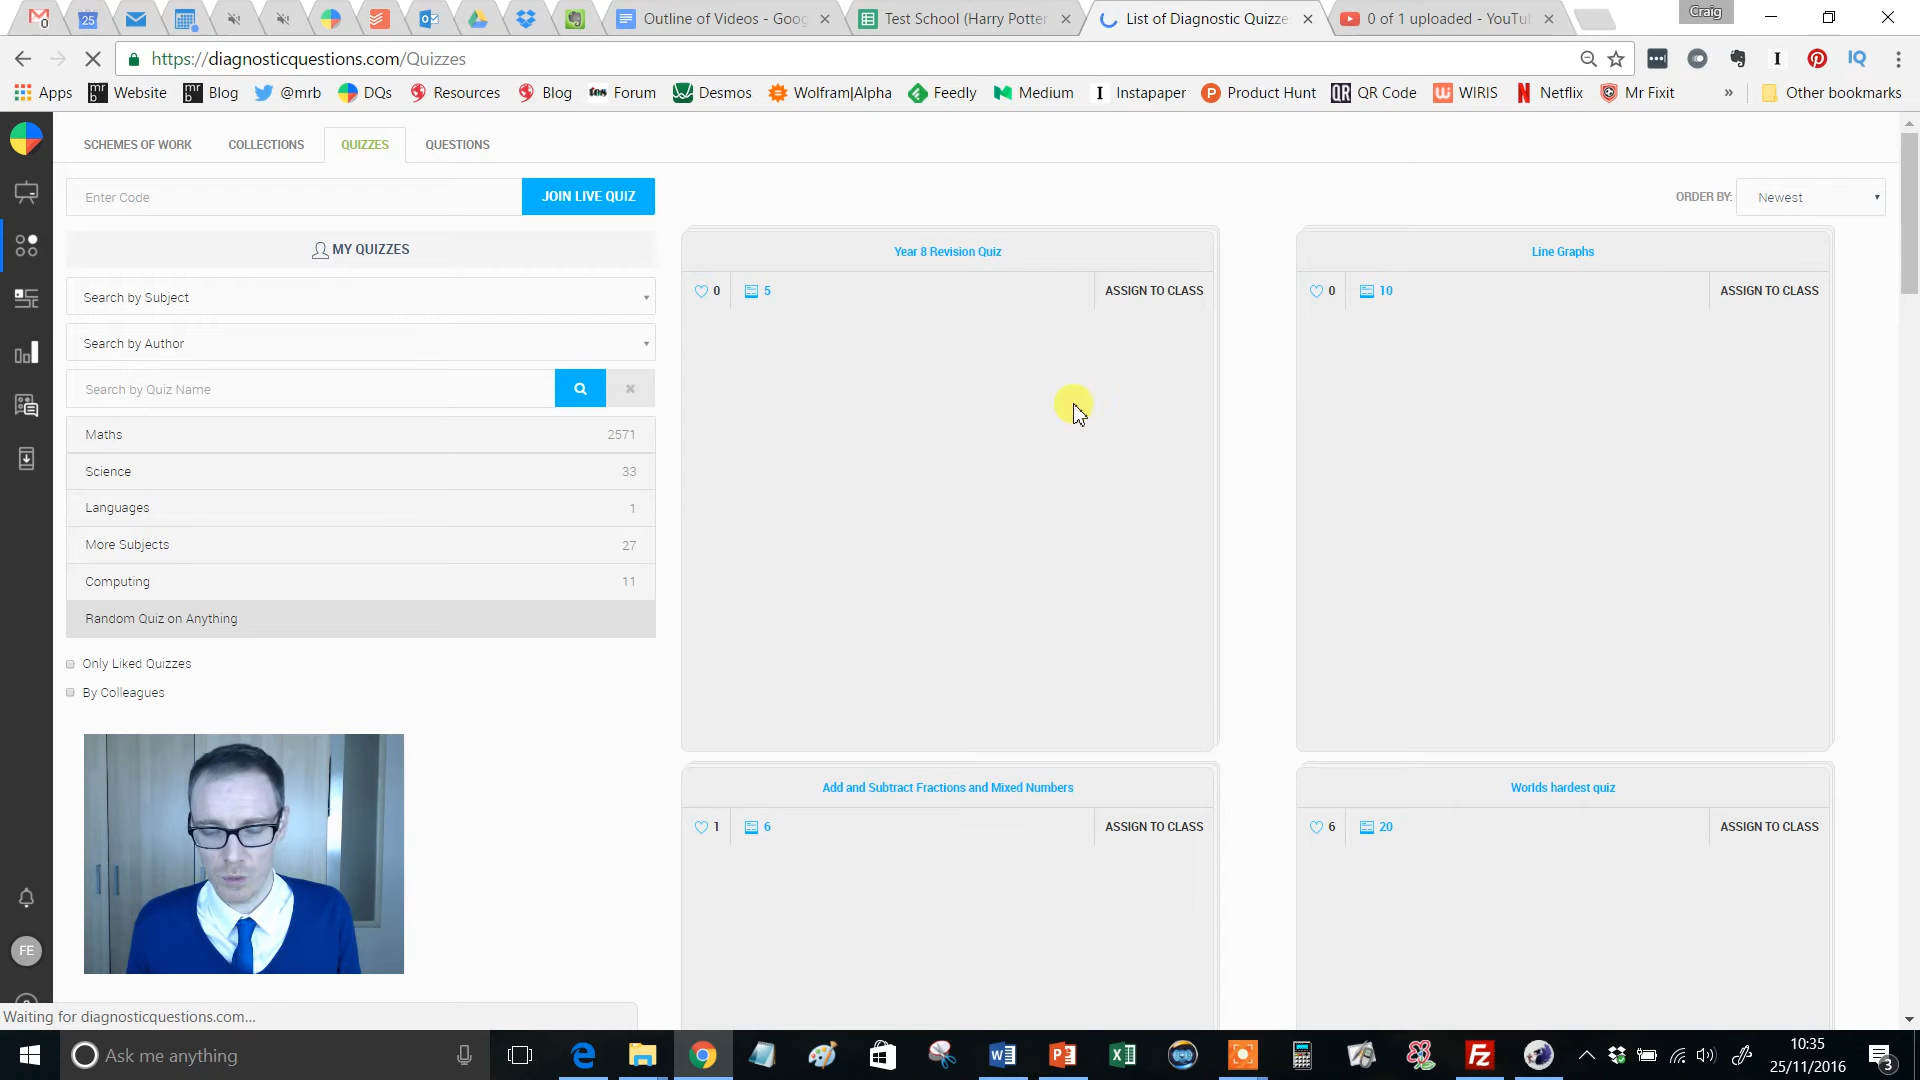 Outline of Videos - Goog
Test School (Harry Potter
List of Diagnostic Quizze
0 of 1 uploaded - YouTu
Craig
https://diagnosticquestions.com/Quizzes
Apps
Website
Blog
@mrb
DQs
Resources
Blog
Forum
Desmos
Wolfram|Alpha
Feedly
Medium
Instapaper
Product Hunt
QR Code
WIRIS
Netflix
Mr Fixit
»
Other bookmarks
SCHEMES OF WORK
COLLECTIONS
QUIZZES
QUESTIONS
Enter Code
JOIN LIVE QUIZ
ORDER BY:
Newest
MY QUIZZES
Search by Subject
Search by Author
Search by Quiz Name
Maths 2571
Science 33
Languages 1
More Subjects 27
Computing 11
Random Quiz on Anything
Only Liked Quizzes
By Colleagues
Year 8 Revision Quiz
0 5 ASSIGN TO CLASS
Line Graphs
0 10 ASSIGN TO CLASS
Add and Subtract Fractions and Mixed Numbers
1 6 ASSIGN TO CLASS
Worlds hardest quiz
6 20 ASSIGN TO CLASS
FE
Waiting for diagnosticquestions.com...
Ask me anything
10:35
25/11/2016
3